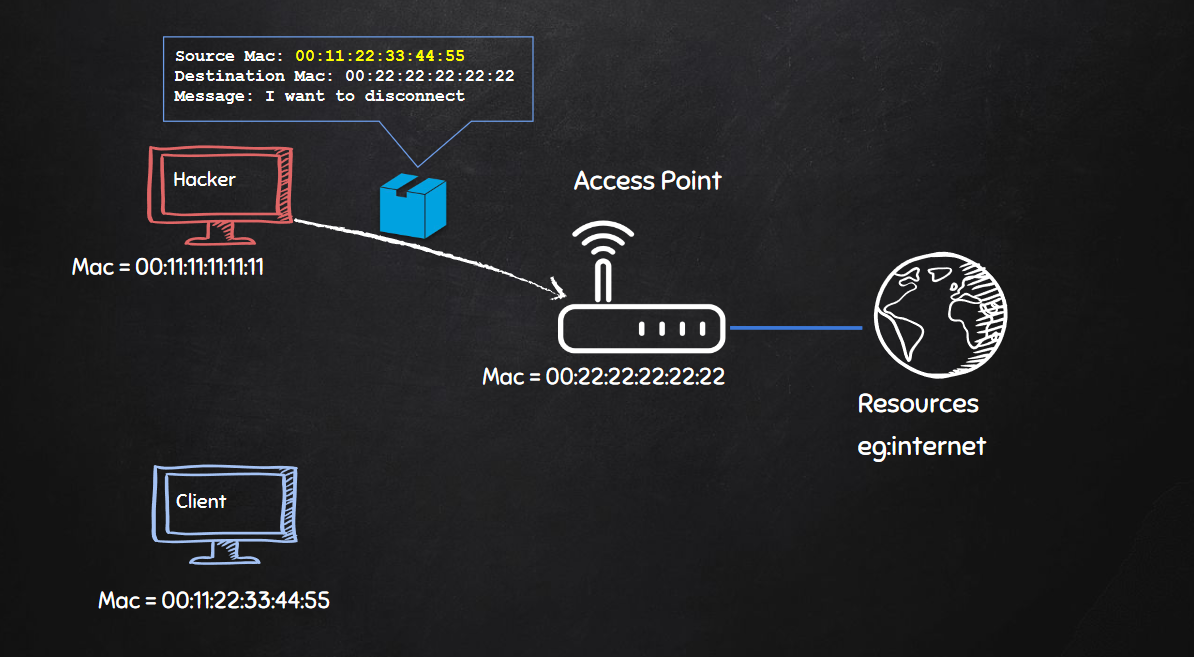 Source Mac: 00:11:22:33:44:55
Destination Mac: 00:22:22:22:22:22
Message: I want to disconnect
Hacker
Access Point
Mac = 00:11:11:11:11:11
Mac = 00:22:22:22:22:22
Resources
eg:internet
Client
Mac = 00:11:22:33:44:55